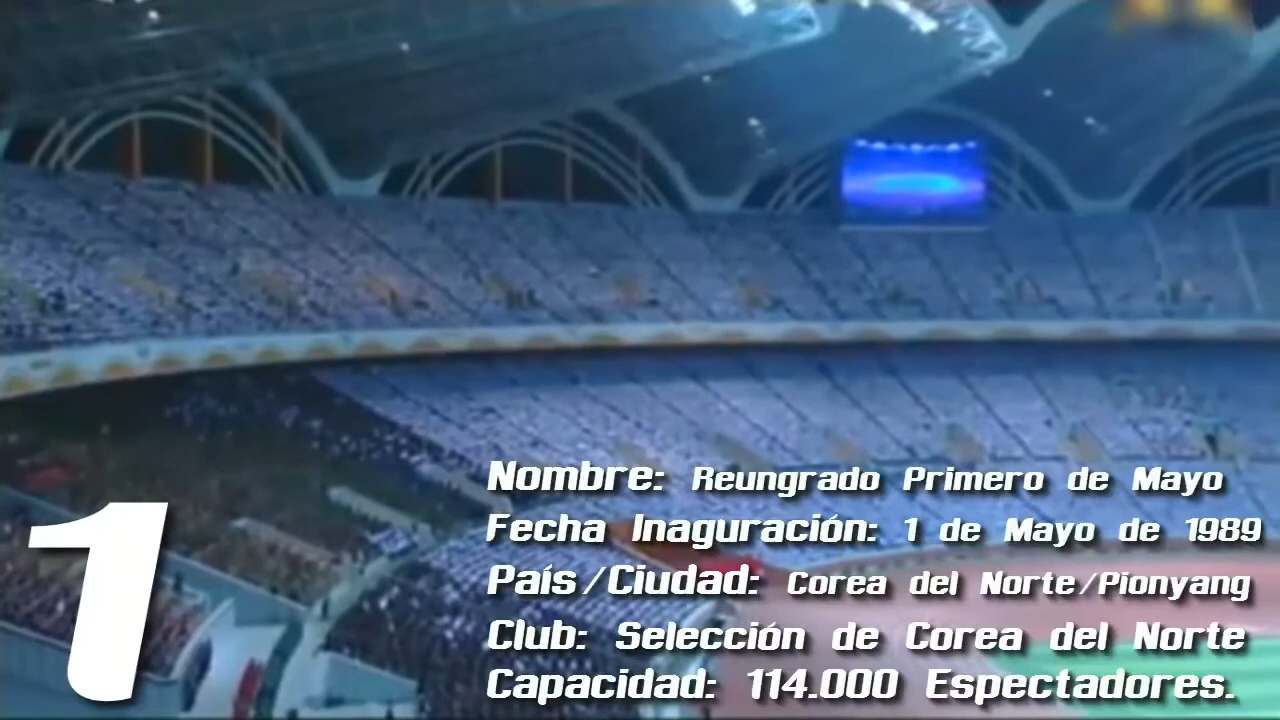 Nombre: Reungrado Primero de Mayo
Fecha Inaguración: 1 de Mayo de 1989
País/Ciudad: Corea del Norte/Pionyang
Club: Selección de Corea del Norte
Capacidad: 114.000 Espectadores.
1